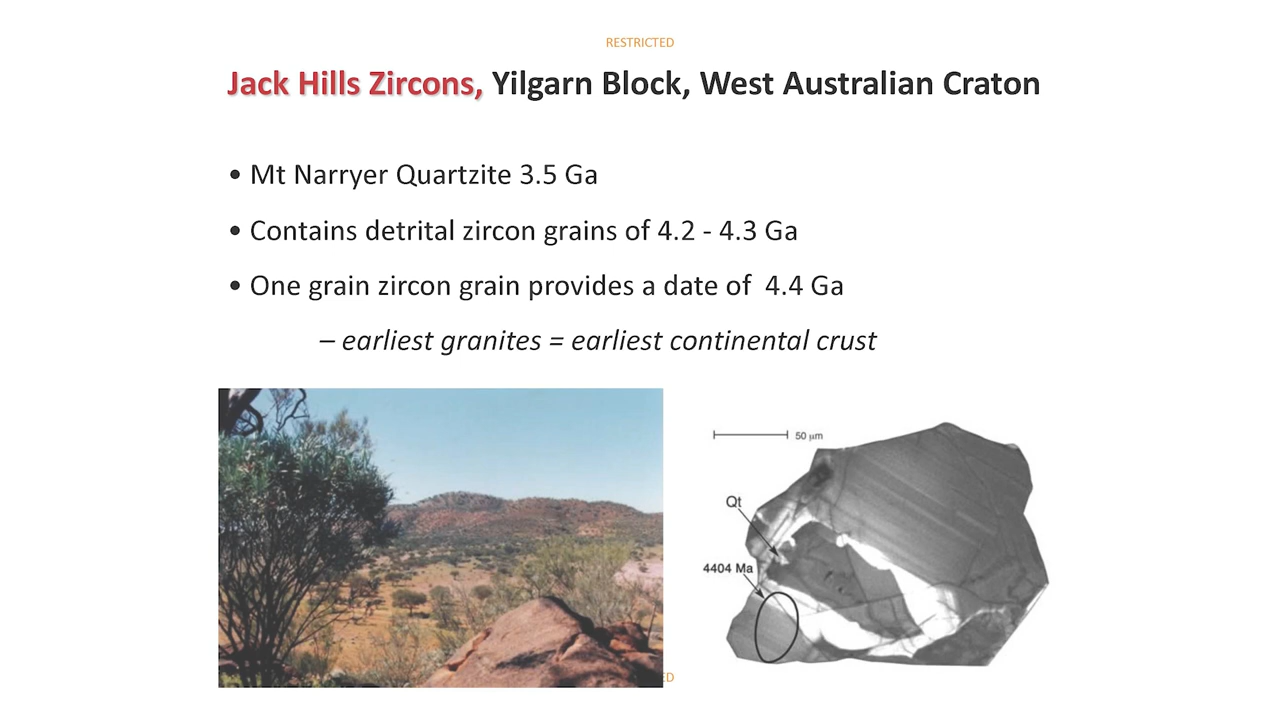 RESTRICTED
Jack Hills Zircons, Yilgarn Block, West Australian Craton
• Mt Narryer Quartzite 3.5 Ga
• Contains detrital zircon grains of 4.2 - 4.3 Ga
• One grain zircon grain provides a date of 4.4 Ga
– earliest granites = earliest continental crust
50 µm
Qt
4404 Ma
ED